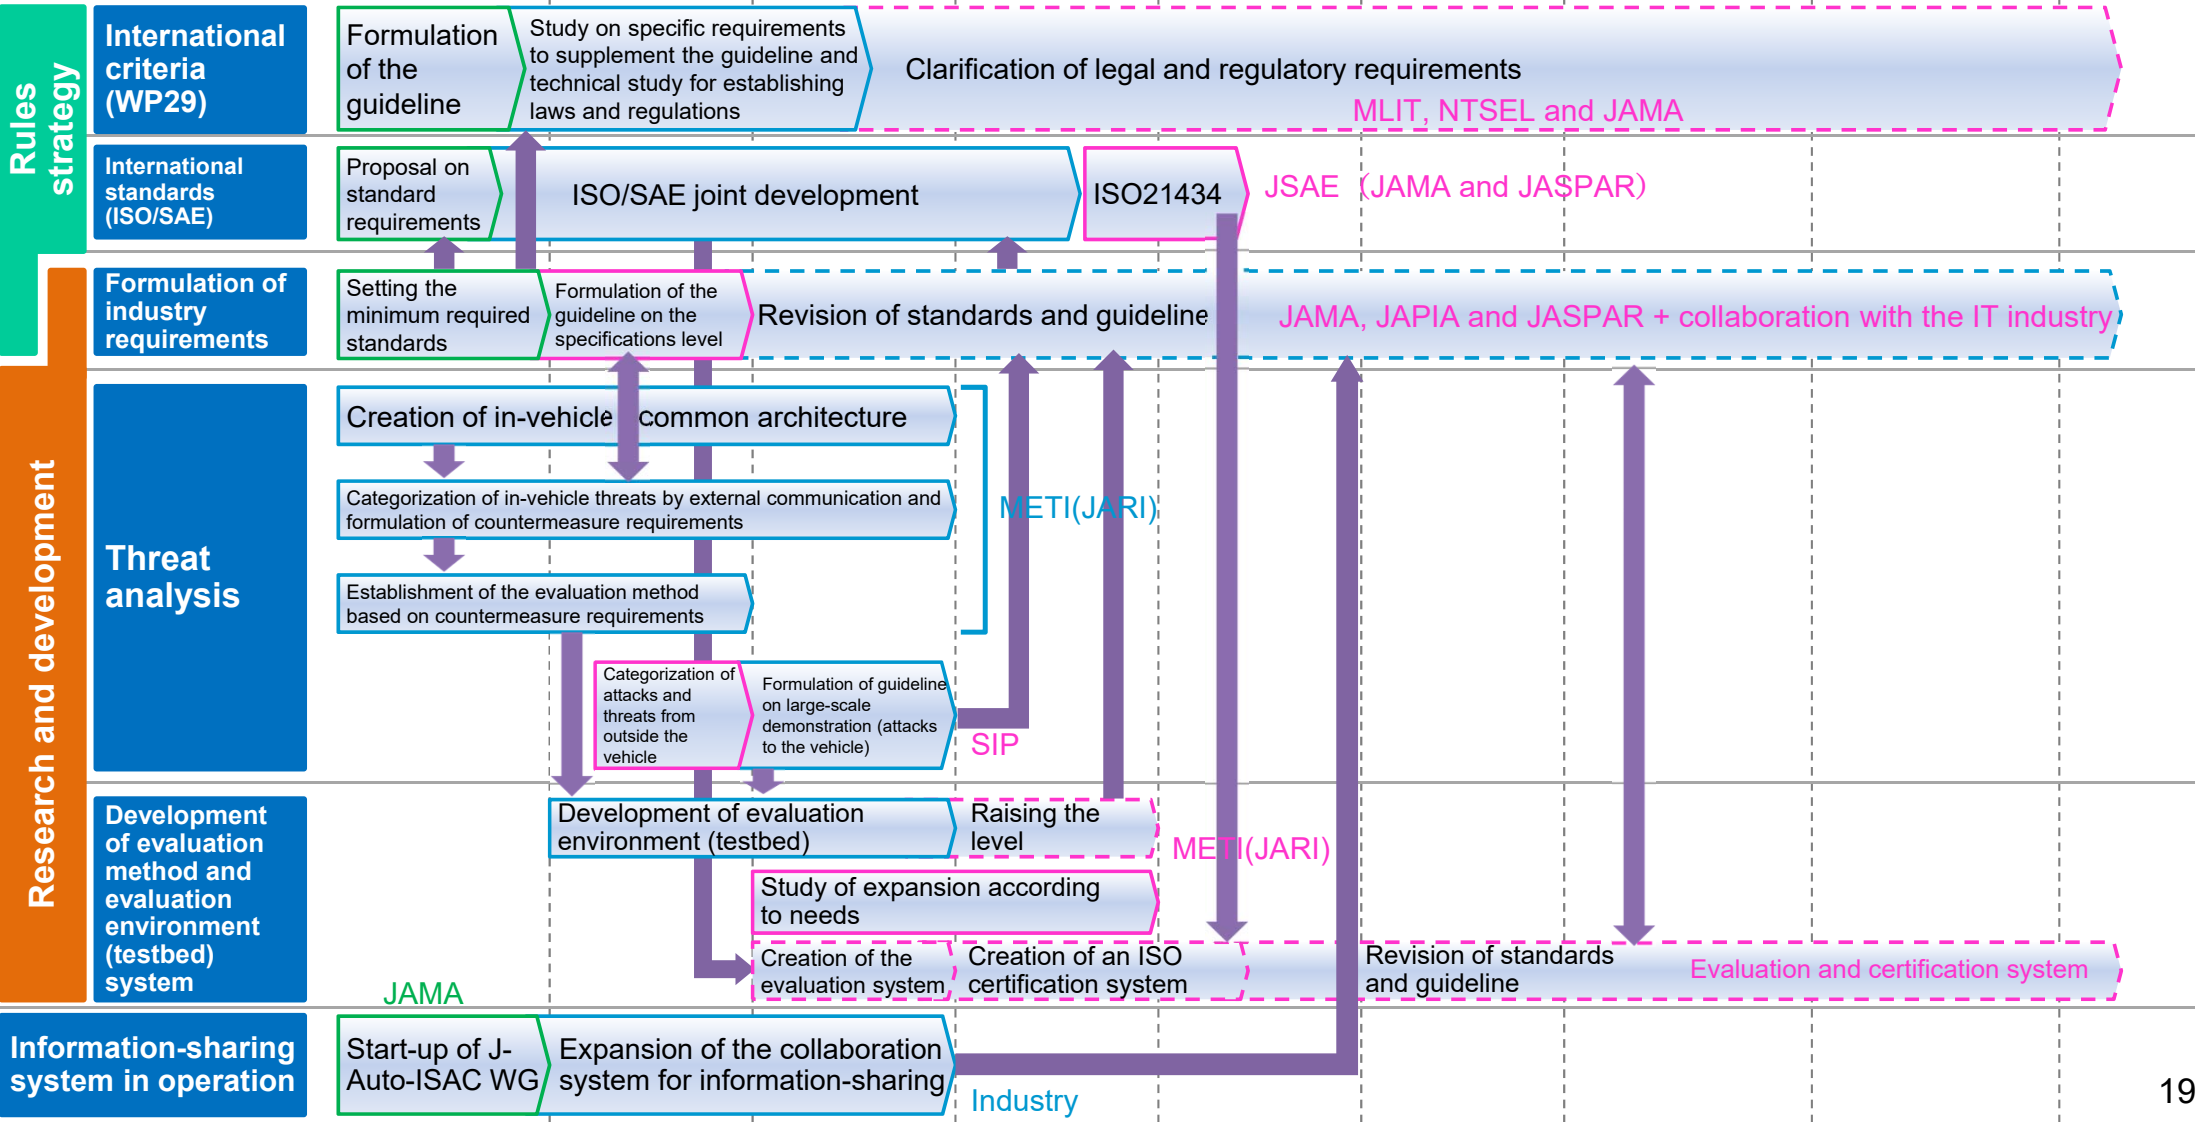 Rules
strategy
International
criteria
(WP29)
Formulation
of the
guideline
Study on specific requirements
to supplement the guideline and
technical study for establishing
laws and regulations
Clarification of legal and regulatory requirements
MLIT, NTSEL and JAMA
International
standards
(ISO/SAE)
Proposal on
standard
requirements
ISO/SAE joint development
ISO21434
JSAE（JAMA and JASPAR）
Formulation of
industry
requirements
Setting the
minimum required
standards
Formulation of the
guideline on the
specifications level
Revision of standards and guideline
JAMA, JAPIA and JASPAR + collaboration with the IT industry
Research and development
Threat
analysis
Creation of in-vehicle common architecture
Categorization of in-vehicle threats by external communication and
formulation of countermeasure requirements
METI(JARI)
Establishment of the evaluation method
based on countermeasure requirements
Categorization of
attacks and
threats from
outside the
vehicle
Formulation of guideline
on large-scale
demonstration (attacks
to the vehicle)
SIP
Development
of evaluation
method and
evaluation
environment
(testbed)
system
Development of evaluation
environment (testbed)
Raising the
level
METI(JARI)
Study of expansion according
to needs
Creation of the
evaluation system
Creation of an ISO
certification system
Revision of standards
and guideline
Evaluation and certification system
JAMA
Information-sharing
system in operation
Start-up of J-
Auto-ISAC WG
Expansion of the collaboration
system for information-sharing
Industry
19